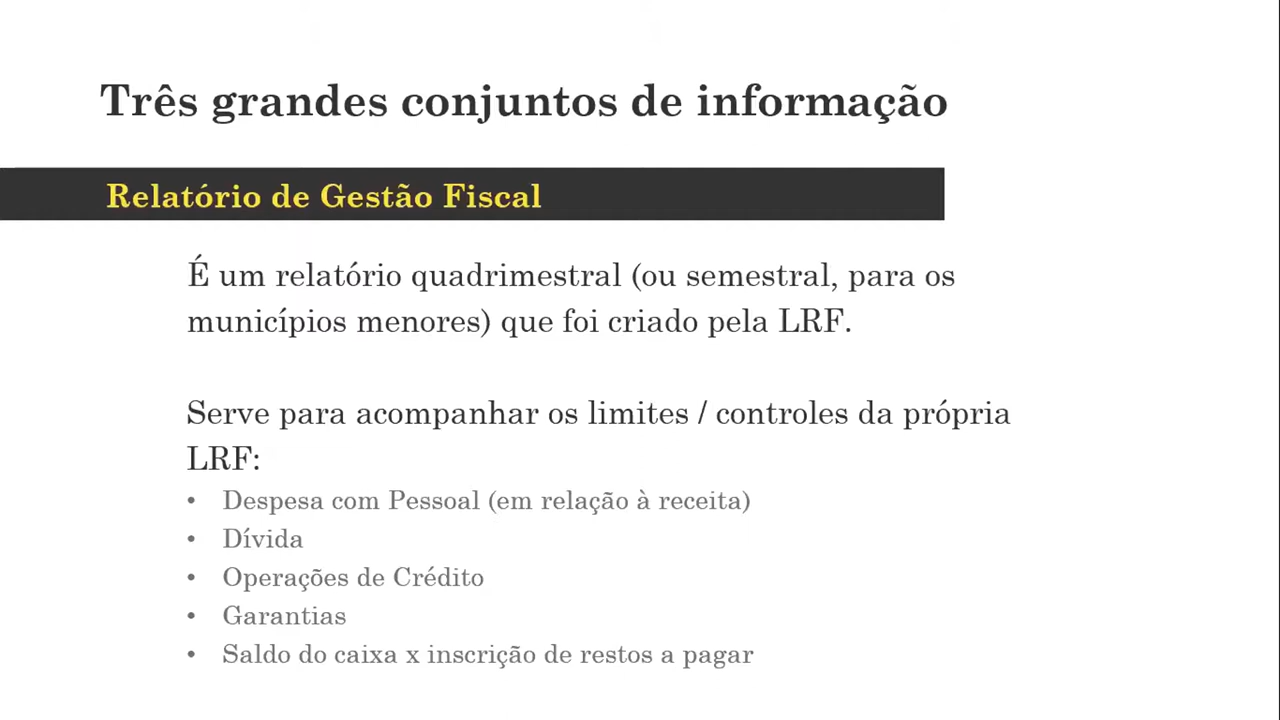 Três grandes conjuntos de informação
Relatório de Gestão Fiscal
É um relatório quadrimestral (ou semestral, para os
municípios menores) que foi criado pela LRF.
Serve para acompanhar os limites / controles da própria
LRF:
• Despesa com Pessoal (em relação à receita)
• Dívida
• Operações de Crédito
• Garantias
• Saldo do caixa x inscrição de restos a pagar